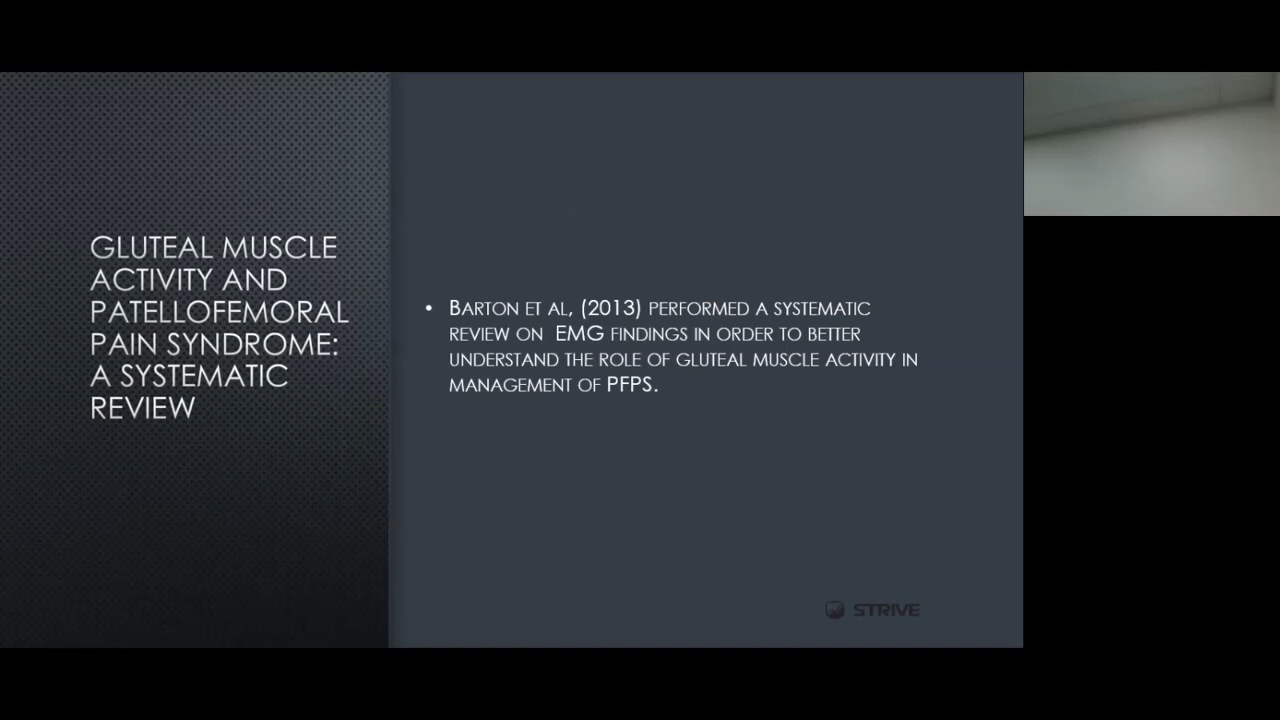 GLUTEAL MUSCLE
ACTIVITY AND
PATELLOFEMORAL
PAIN SYNDROME:
A SYSTEMATIC
REVIEW
• BARTON ET AL, (2013) PERFORMED A SYSTEMATIC
REVIEW ON EMG FINDINGS IN ORDER TO BETTER
UNDERSTAND THE ROLE OF GLUTEAL MUSCLE ACTIVITY IN
MANAGEMENT OF PFPS.
STRIVE